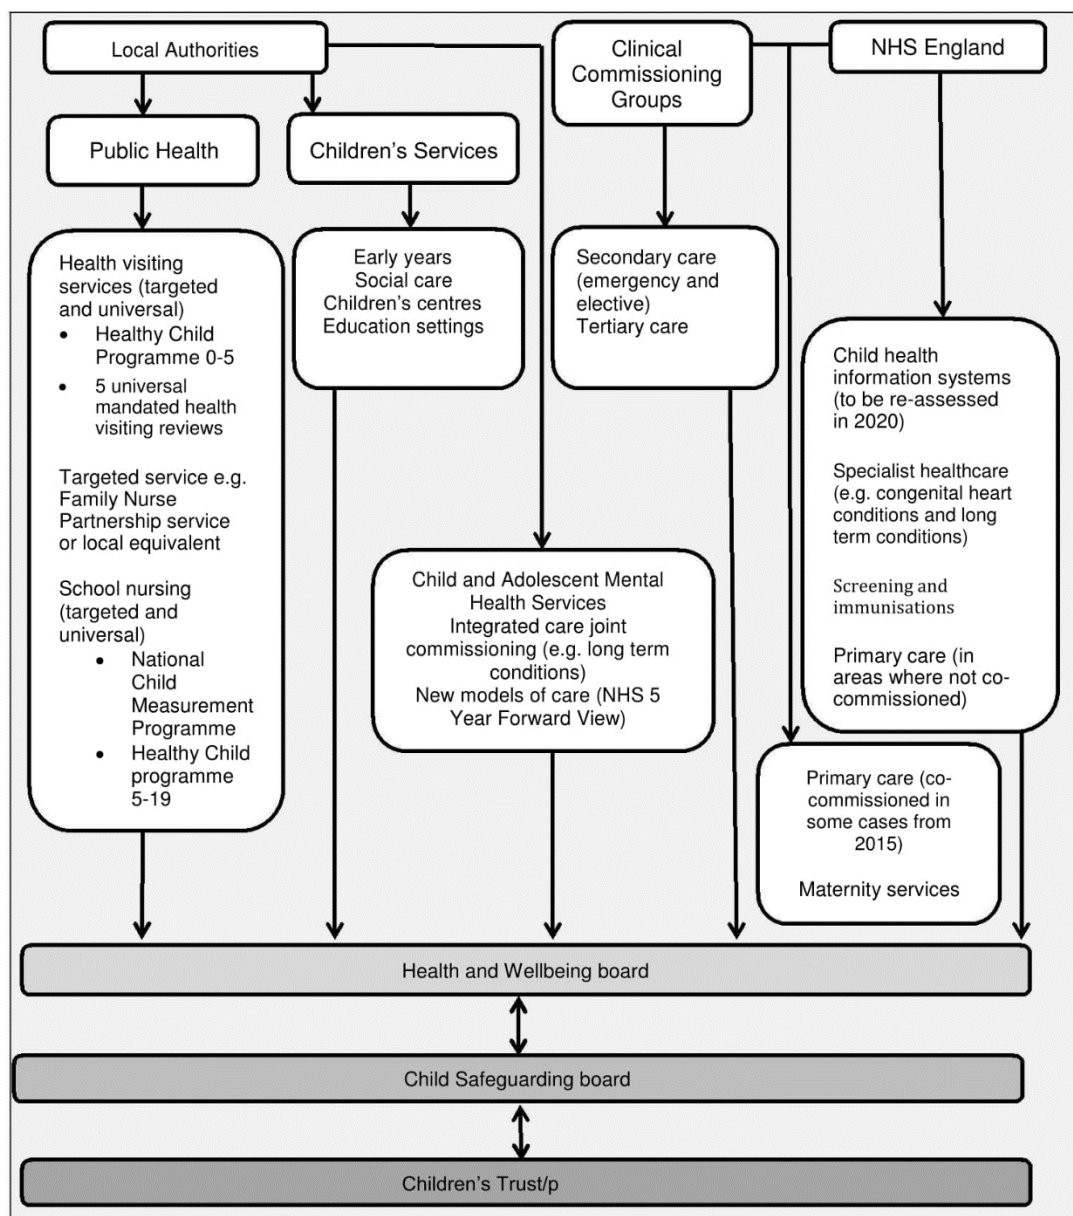 Local Authorities
Clinical
Commissioning
Groups
NHS England
Public Health
Children's Services
Health visiting
services (targeted
and universal)
• Healthy Child
Programme 0-5
• 5 universal
mandated health
visiting reviews
Targeted service e.g.
Family Nurse
Partnership service
or local equivalent
School nursing
(targeted and
universal)
• National
Child
Measurement
Programme
• Healthy Child
programme
5-19
Early years
Social care
Children's centres
Education settings
Secondary care
(emergency and
elective)
Tertiary care
Child health
information systems
(to be re-assessed
in 2020)
Specialist healthcare
(e.g. congenital heart
conditions and long
term conditions)
Screening and
immunisations
Primary care (in
areas where not co-
commissioned)
Child and Adolescent Mental
Health Services
Integrated care joint
commissioning (e.g. long term
conditions)
New models of care (NHS 5
Year Forward View)
Primary care (co-
commissioned in
some cases from
2015)
Maternity services
Health and Wellbeing board
Child Safeguarding board
Children's Trust/p